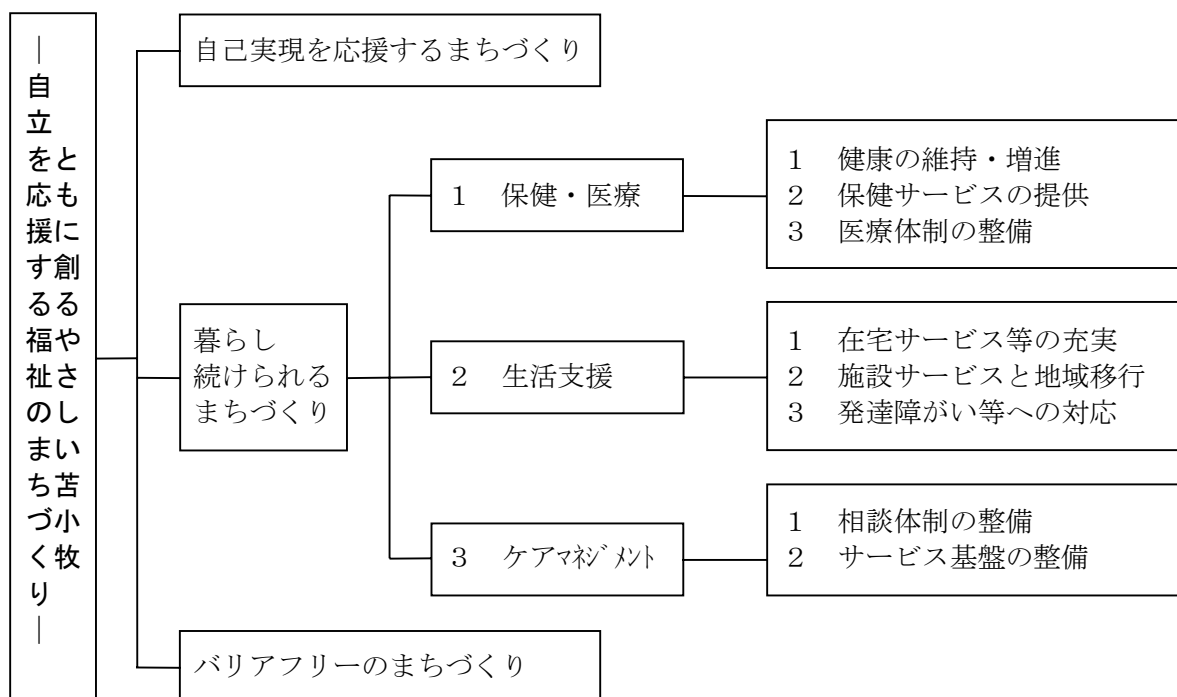 ともに創るやさしい苫小牧
―自立を応援する福祉のまちづくり―
自己実現を応援するまちづくり
暮らし
続けられる
まちづくり
バリアフリーのまちづくり
1　保健・医療
1　健康の維持・増進
2　保健サービスの提供
3　医療体制の整備
2　生活支援
1　在宅サービス等の充実
2　施設サービスと地域移行
3　発達障がい等への対応
3　ケアマネジメント
1　相談体制の整備
2　サービス基盤の整備